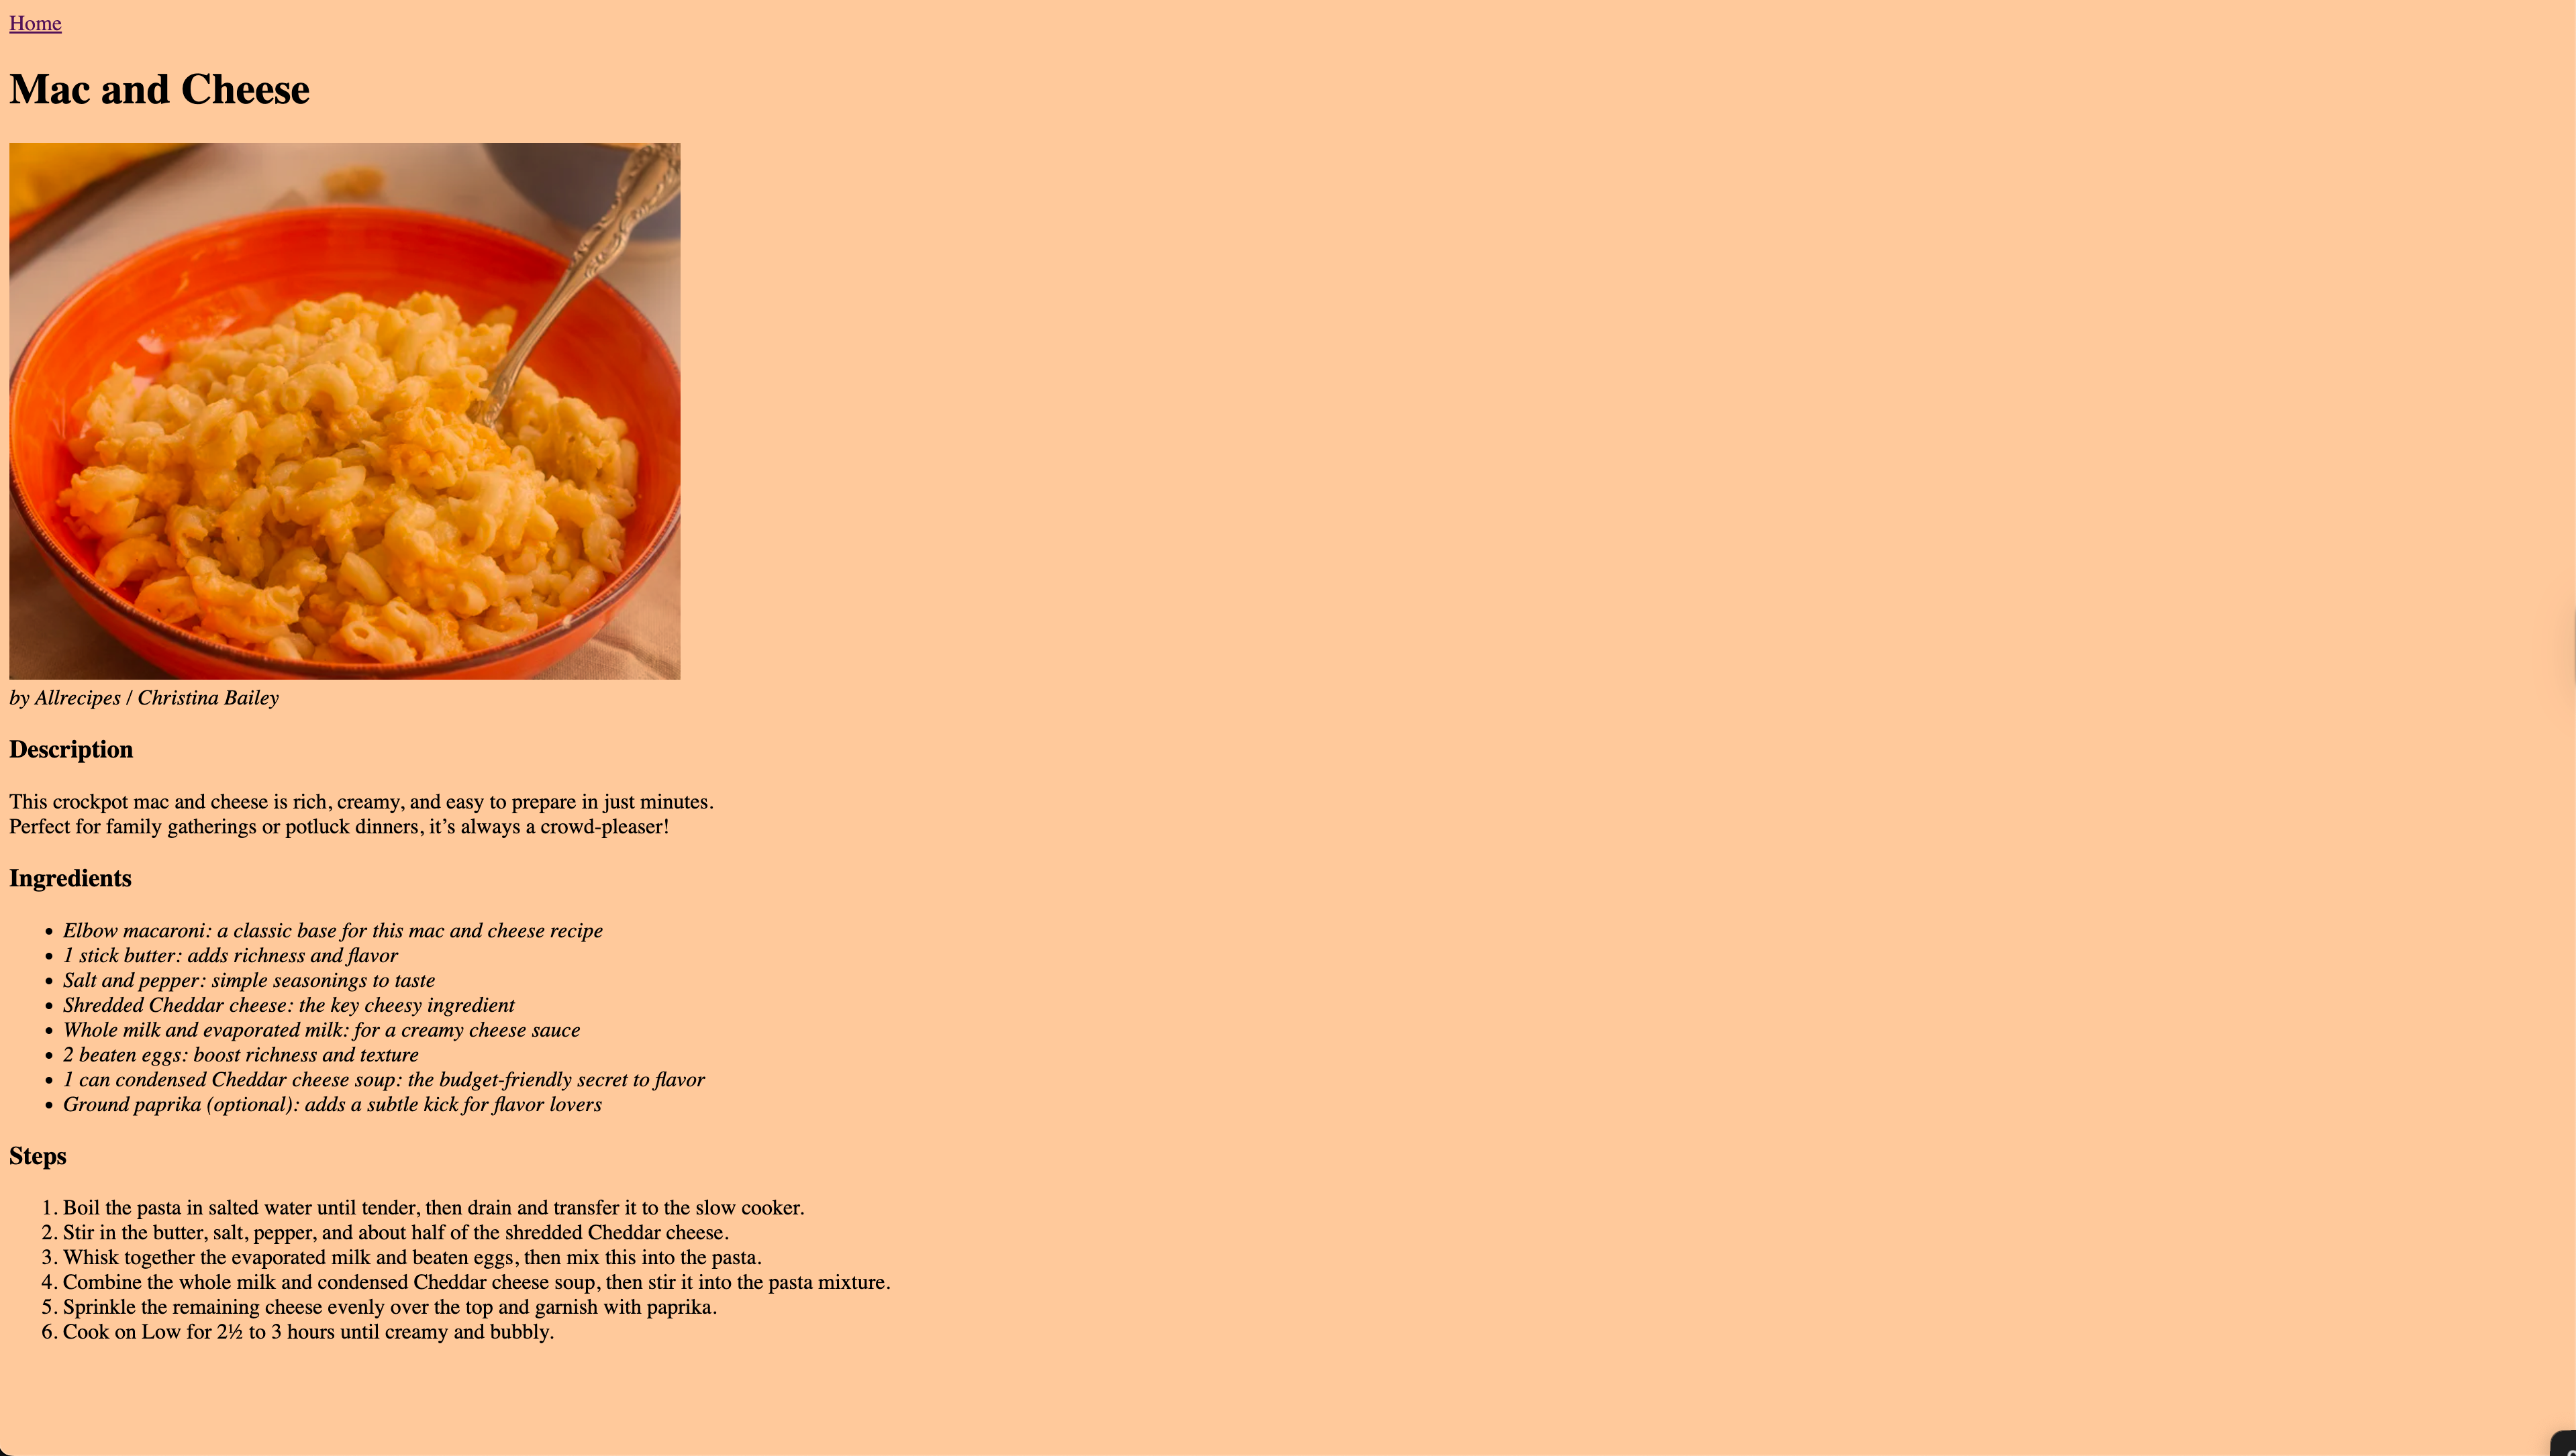 Home
Mac and Cheese
by Allrecipes / Christina Bailey
Description
This crockpot mac and cheese is rich, creamy, and easy to prepare in just minutes.
Perfect for family gatherings or potluck dinners, it’s always a crowd-pleaser!
Ingredients
• Elbow macaroni: a classic base for this mac and cheese recipe
• 1 stick butter: adds richness and flavor
• Salt and pepper: simple seasonings to taste
• Shredded Cheddar cheese: the key cheesy ingredient
• Whole milk and evaporated milk: for a creamy cheese sauce
• 2 beaten eggs: boost richness and texture
• 1 can condensed Cheddar cheese soup: the budget-friendly secret to flavor
• Ground paprika (optional): adds a subtle kick for flavor lovers
Steps
1. Boil the pasta in salted water until tender, then drain and transfer it to the slow cooker.
2. Stir in the butter, salt, pepper, and about half of the shredded Cheddar cheese.
3. Whisk together the evaporated milk and beaten eggs, then mix this into the pasta.
4. Combine the whole milk and condensed Cheddar cheese soup, then stir it into the pasta mixture.
5. Sprinkle the remaining cheese evenly over the top and garnish with paprika.
6. Cook on Low for 2½ to 3 hours until creamy and bubbly.